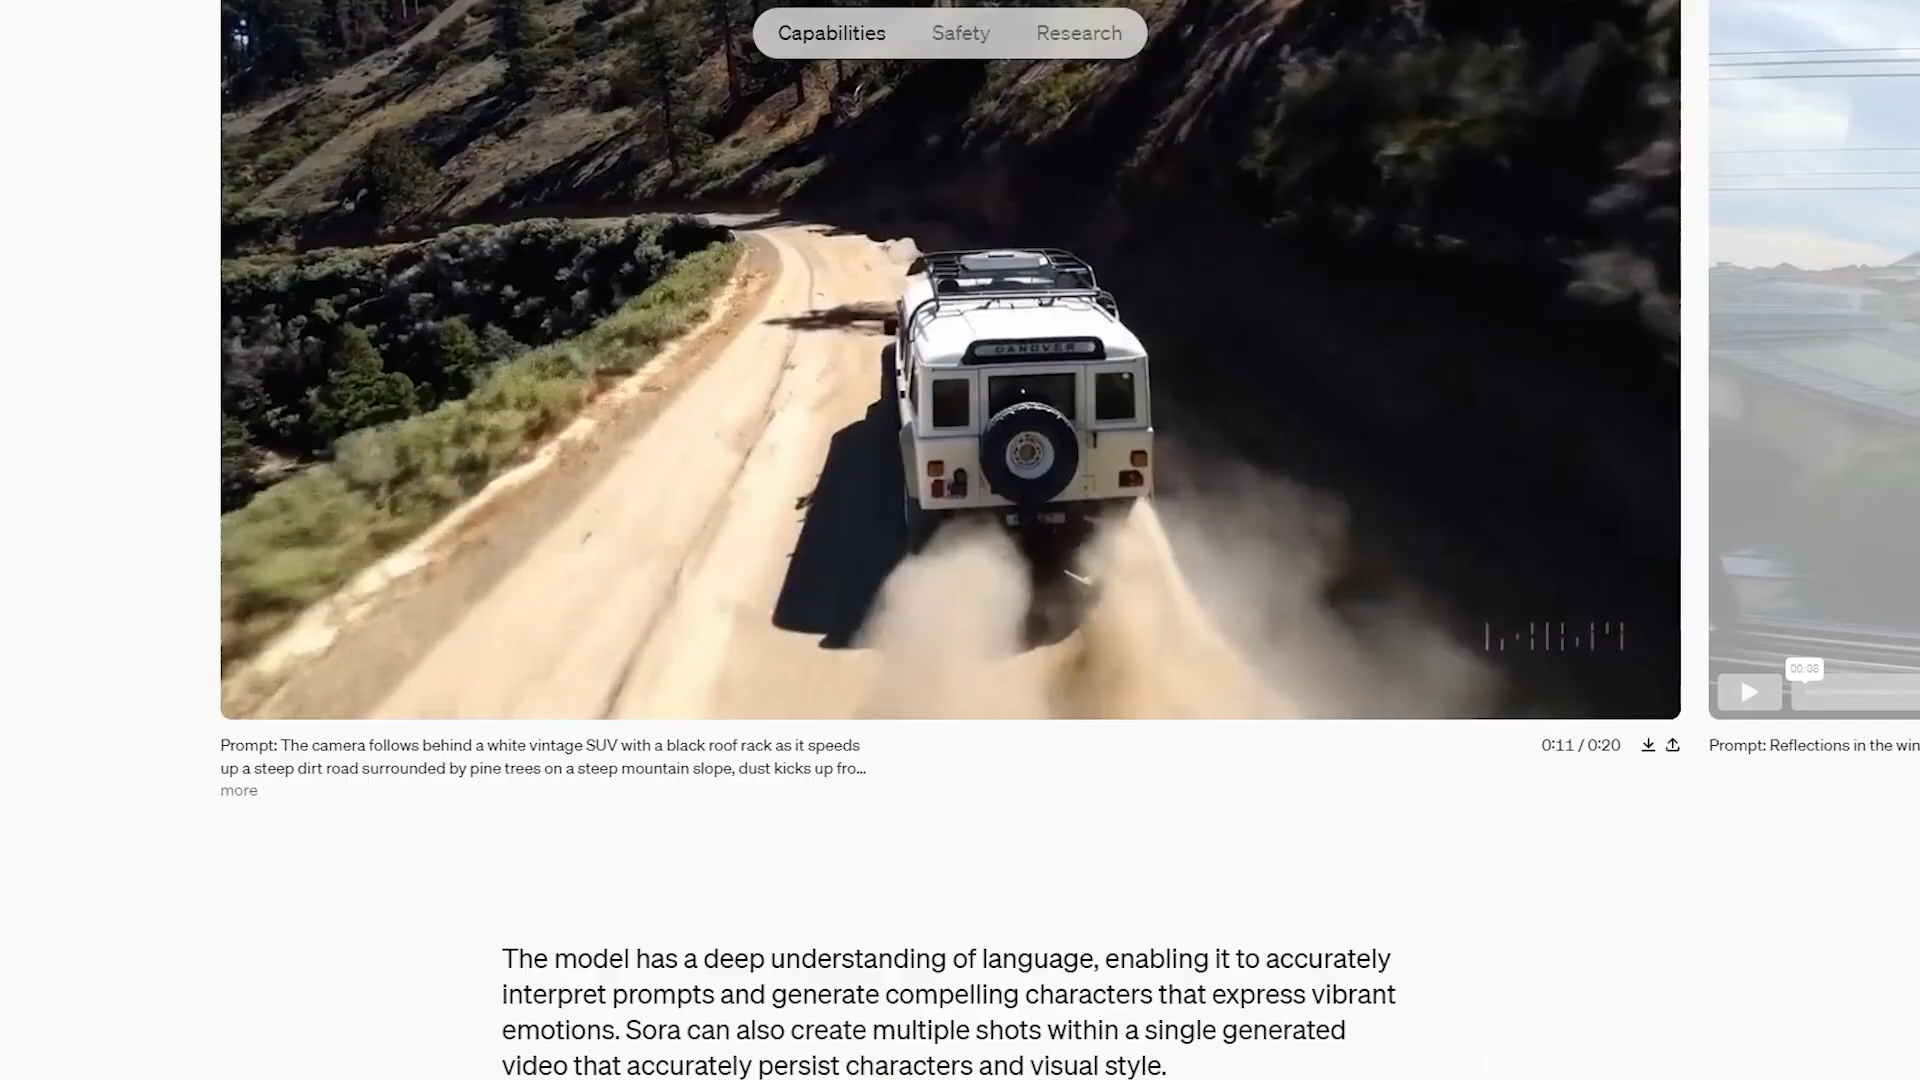 Capabilities
Safety
Research
DANOVER
00:08
Prompt: The camera follows behind a white vintage SUV with a black roof rack as it speeds
up a steep dirt road surrounded by pine trees on a steep mountain slope, dust kicks up fro...
more
0:11 / 0:20
Prompt: Reflections in the win
The model has a deep understanding of language, enabling it to accurately
interpret prompts and generate compelling characters that express vibrant
emotions. Sora can also create multiple shots within a single generated
video that accurately persist characters and visual style.